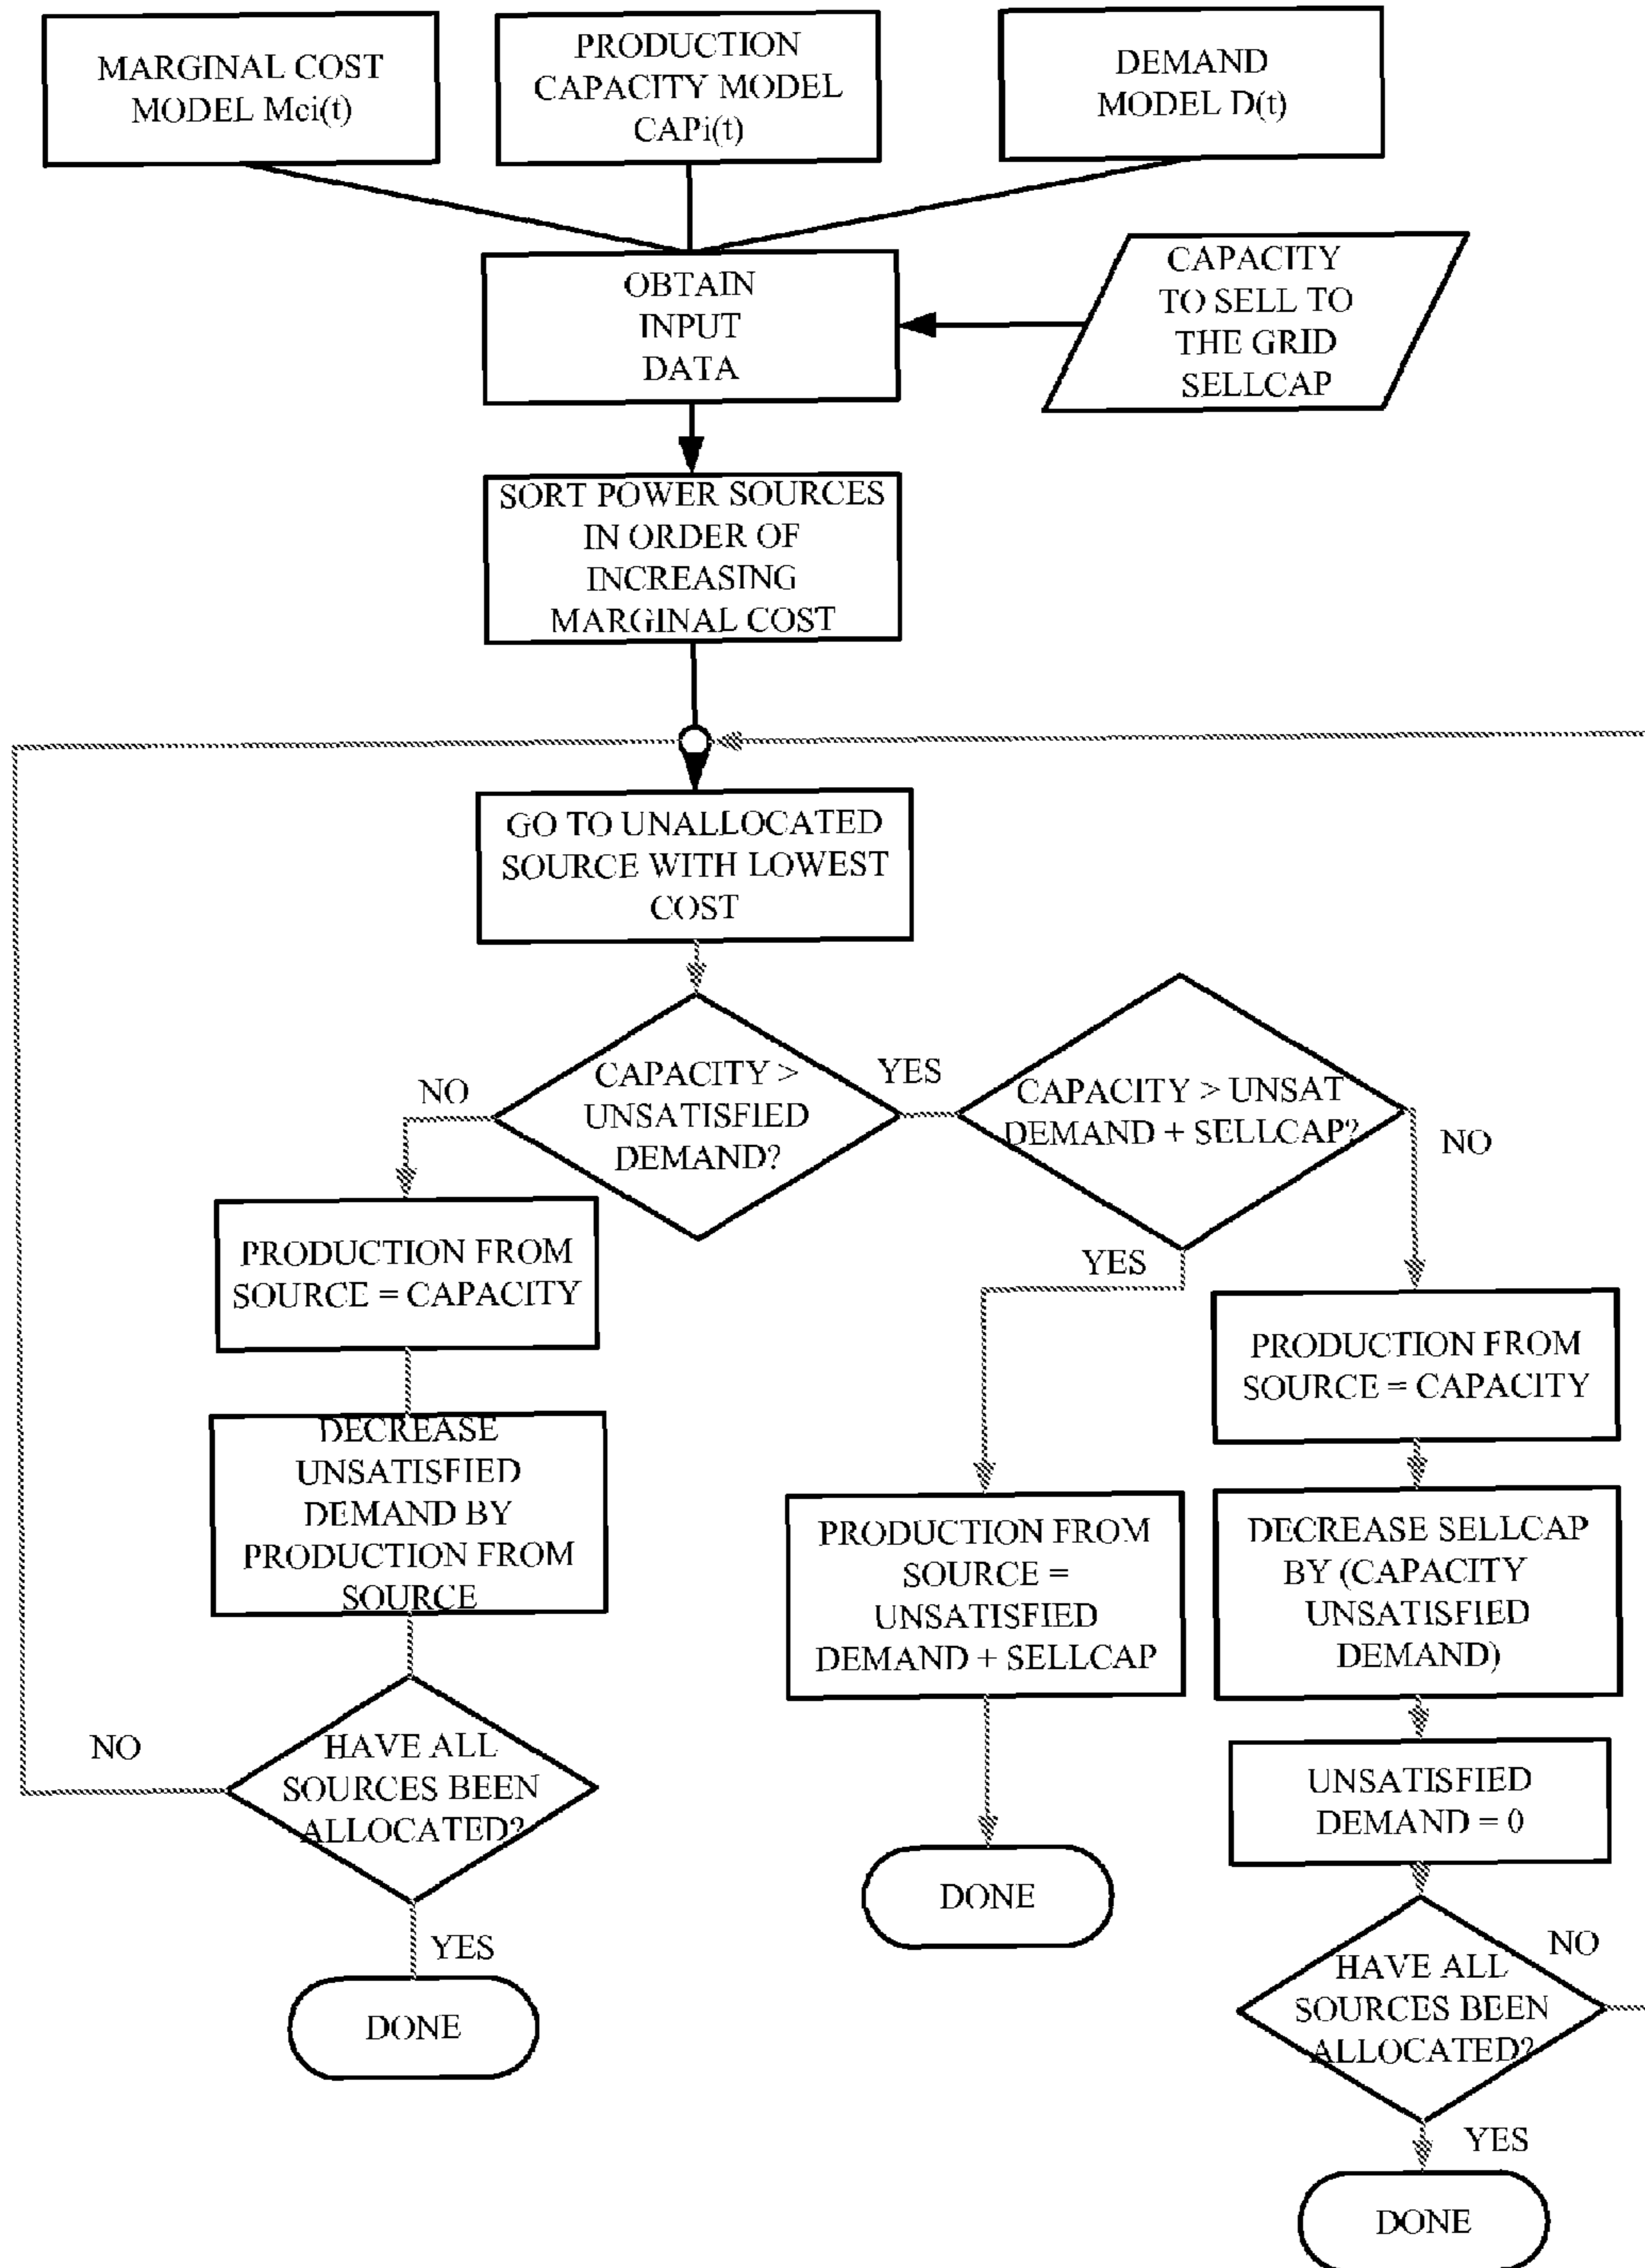 MARGINAL COST
MODEL Mci(t)
PRODUCTION
CAPACITY MODEL
CAPi(t)
DEMAND
MODEL D(t)
OBTAIN
INPUT
DATA
CAPACITY
TO SELL TO
THE GRID
SELLCAP
SORT POWER SOURCES
IN ORDER OF
INCREASING
MARGINAL COST
GO TO UNALLOCATED
SOURCE WITH LOWEST
COST
CAPACITY >
UNSATISFIED
DEMAND?
NO
YES
CAPACITY > UNSAT
DEMAND + SELLCAP?
NO
YES
PRODUCTION FROM
SOURCE = CAPACITY
DECREASE
UNSATISFIED
DEMAND BY
PRODUCTION FROM
SOURCE
HAVE ALL
SOURCES BEEN
ALLOCATED?
NO
YES
DONE
PRODUCTION FROM
SOURCE =
UNSATISFIED
DEMAND + SELLCAP
DONE
PRODUCTION FROM
SOURCE = CAPACITY
DECREASE SELLCAP
BY (CAPACITY
UNSATISFIED
DEMAND)
UNSATISFIED
DEMAND = 0
HAVE ALL
SOURCES BEEN
ALLOCATED?
NO
YES
DONE